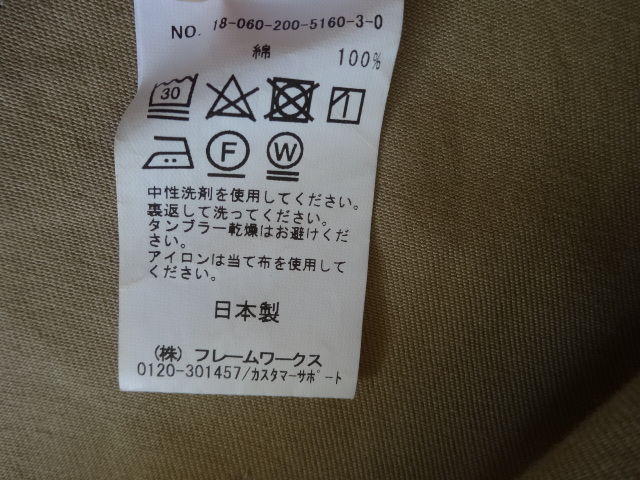 NO. 18-060-200-5160-3-0
綿 100%
30
F W
中性洗剤を使用してください。
裏返して洗ってください。
タンブラー乾燥はお避けくだ
さい。
アイロンは当て布を使用して
ください。
日本製
(株) フレームワークス
0120-301457/カスタマーサポート